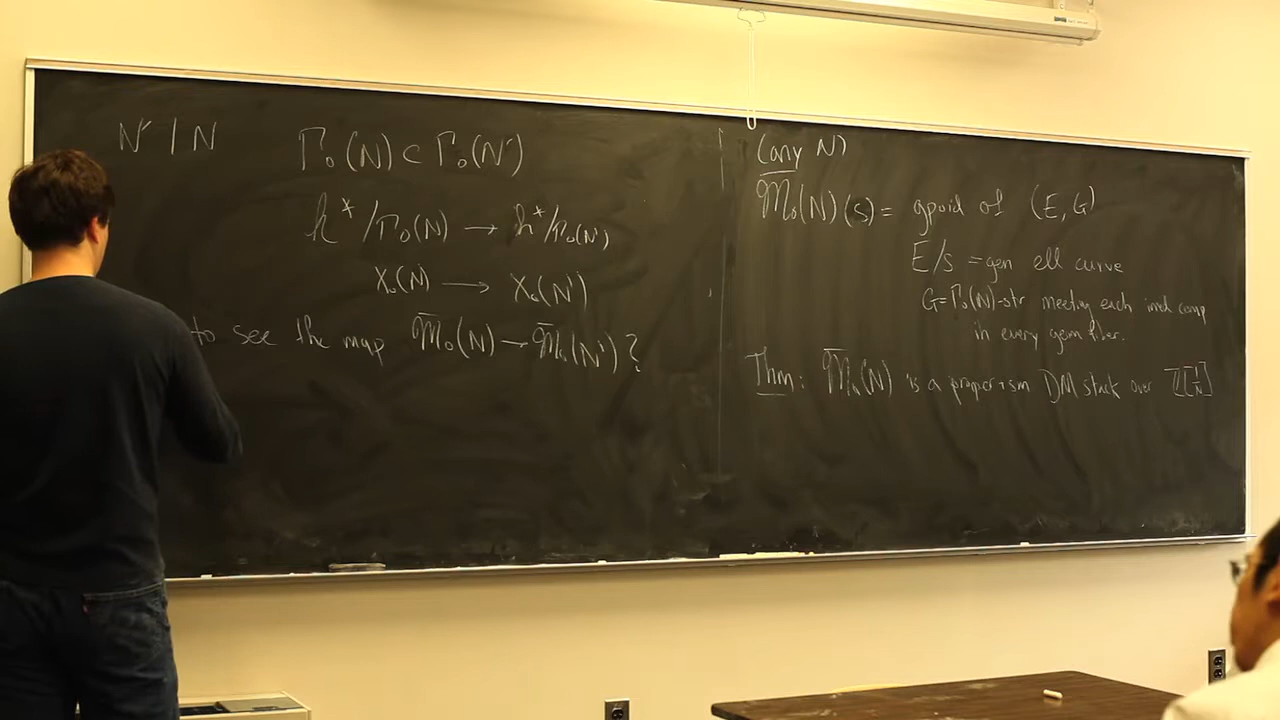 N' | N Γ₀(N) ⊂ Γ₀(N')
h*/Γ₀(N) → h*/Γ₀(N')
X₀(N) → X₀(N')
to see the map M̄₀(N) → M̄₀(N')?
(any N)
M̄₀(N)(S) = gpoid of (E, G)
E/S = gen ell curve
G = Γ₀(N)-str meeting each irred comp
in every geom fiber.
Thm: M̄₀(N) is a proper + sm DM stack over ℤ[1/N]